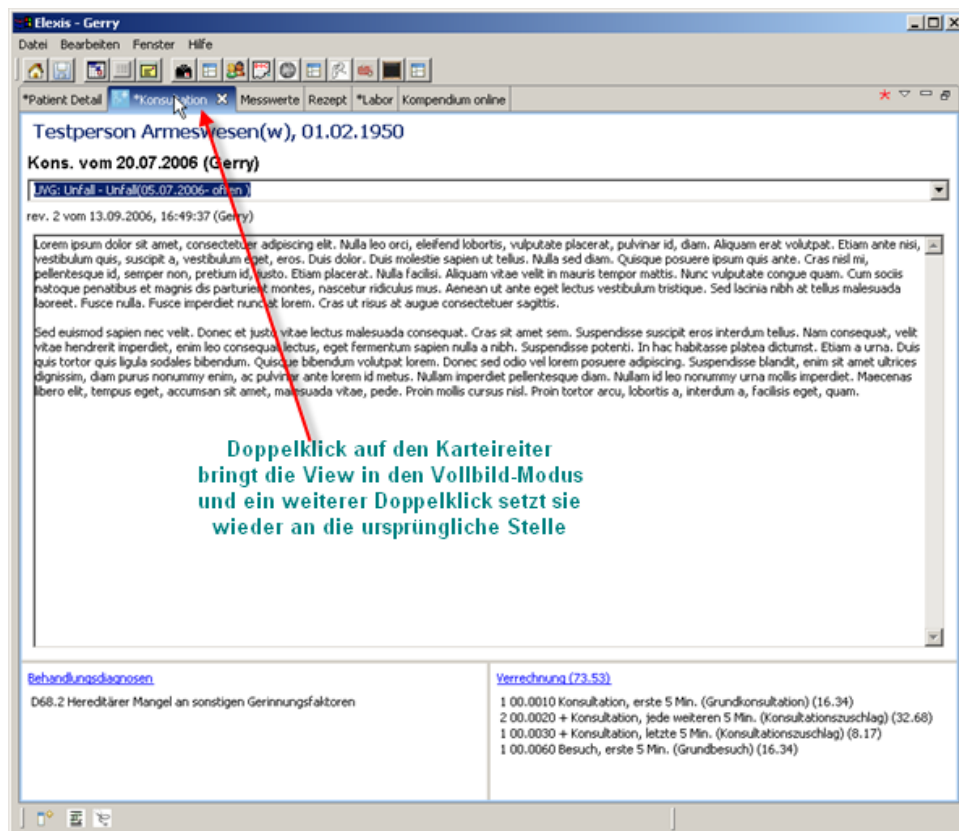 Elexis - Gerry
Datei Bearbeiten Fenster Hilfe
*Patient Detail *Konsultation Messwerte Rezept *Labor Kompendium online
Testperson Armeswesen(w), 01.02.1950
Kons. vom 20.07.2006 (Gerry)
UVG: Unfall - Unfall(05.07.2006- offen )
rev. 2 vom 13.09.2006, 16:49:37 (Gerry)
Lorem ipsum dolor sit amet, consectetuer adipiscing elit. Nulla leo orci, eleifend lobortis, vulputate placerat, pulvinar id, diam. Aliquam erat volutpat. Etiam ante nisi,
vestibulum quis, suscipit a, vestibulum eget, eros. Duis dolor. Duis molestie sapien ut tellus. Nulla sed diam. Quisque posuere ipsum quis ante. Cras nisl mi,
pellentesque id, semper non, pretium id, justo. Etiam placerat. Nulla facilisi. Aliquam vitae velit in mauris tempor mattis. Nunc vulputate congue quam. Cum sociis
natoque penatibus et magnis dis parturient montes, nascetur ridiculus mus. Aenean ut ante eget lectus vestibulum tristique. Sed lacinia nibh at tellus malesuada
laoreet. Fusce nulla. Fusce imperdiet nunc at lorem. Cras ut risus at augue consectetuer sagittis.
Sed euismod sapien nec velit. Donec et justo vitae lectus malesuada consequat. Cras sit amet sem. Suspendisse suscipit eros interdum tellus. Nam consequat, velit
vitae hendrerit imperdiet, enim leo consequat lectus, eget fermentum sapien nulla a nibh. Suspendisse potenti. In hac habitasse platea dictumst. Etiam a urna. Duis
quis tortor quis ligula sodales bibendum. Quisque bibendum volutpat lorem. Donec sed odio vel lorem posuere adipiscing. Suspendisse blandit, enim sit amet ultrices
dignissim, diam purus nonummy enim, ac pulvinar ante lorem id metus. Nullam imperdiet pellentesque diam. Nullam id leo nonummy urna mollis imperdiet. Maecenas
libero elit, tempus eget, accumsan sit amet, malesuada vitae, pede. Proin mollis cursus nisl. Proin tortor arcu, lobortis a, interdum a, facilisis eget, quam.
Doppelklick auf den Karteireiter
bringt die View in den Vollbild-Modus
und ein weiterer Doppelklick setzt sie
wieder an die ursprüngliche Stelle
Behandlungsdiagnosen
D68.2 Hereditärer Mangel an sonstigen Gerinnungsfaktoren
Verrechnung (73.53)
1 00.0010 Konsultation, erste 5 Min. (Grundkonsultation) (16.34)
2 00.0020 + Konsultation, jede weiteren 5 Min. (Konsultationszuschlag) (32.68)
1 00.0030 + Konsultation, letzte 5 Min. (Konsultationszuschlag) (8.17)
1 00.0060 Besuch, erste 5 Min. (Grundbesuch) (16.34)